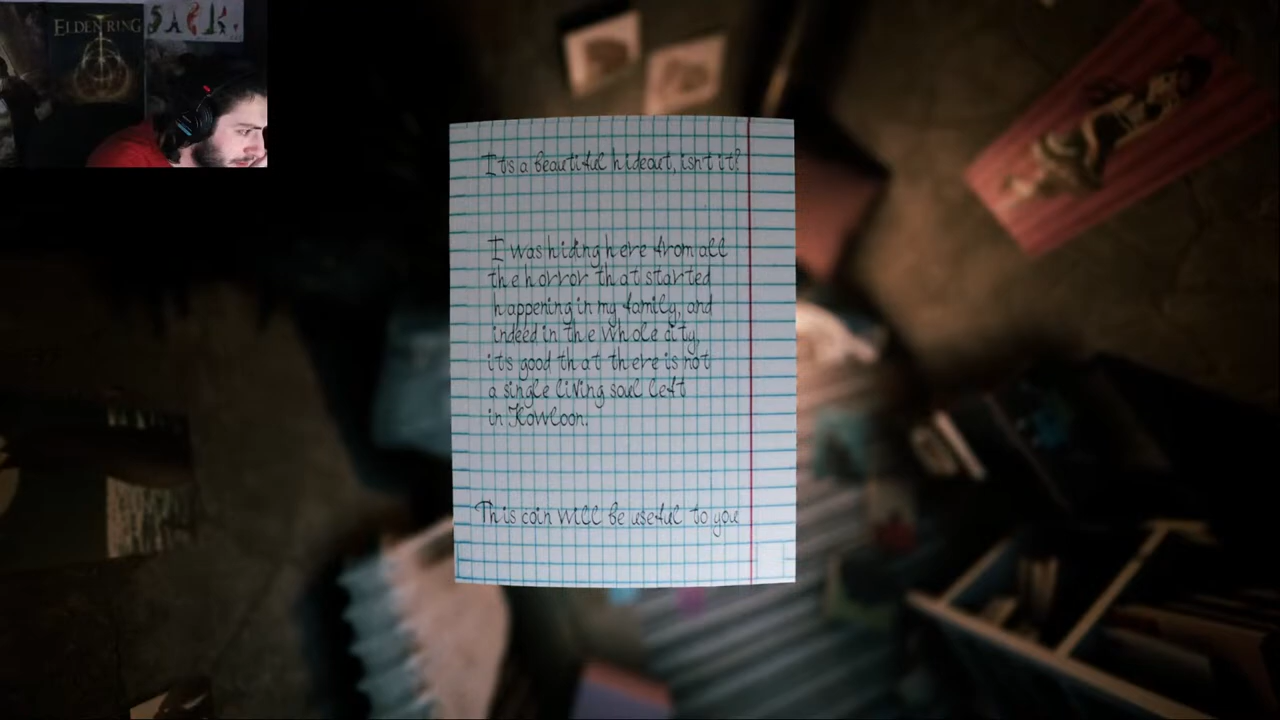 ELDEN RING
It's a beautiful hideout, isn't it?
I was hiding here from all
the horror that started
happening in my family, and
indeed in the whole city,
it's good that there is not
a single living soul left
in Kowloon.
This coin will be useful to you